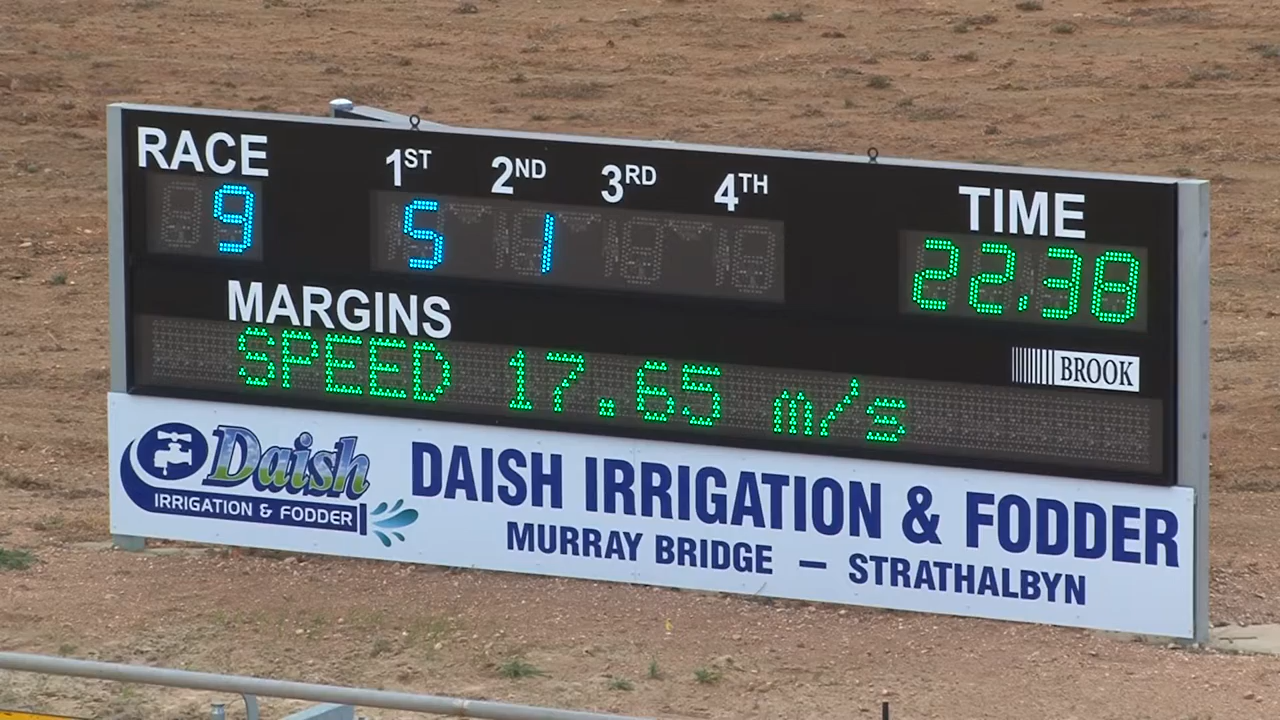 RACE 1ST 2ND 3RD 4TH TIME
9 5 1 22.38
MARGINS
SPEED 17.65 m/s
BROOK
Daish
IRRIGATION & FODDER
DAISH IRRIGATION & FODDER
MURRAY BRIDGE – STRATHALBYN